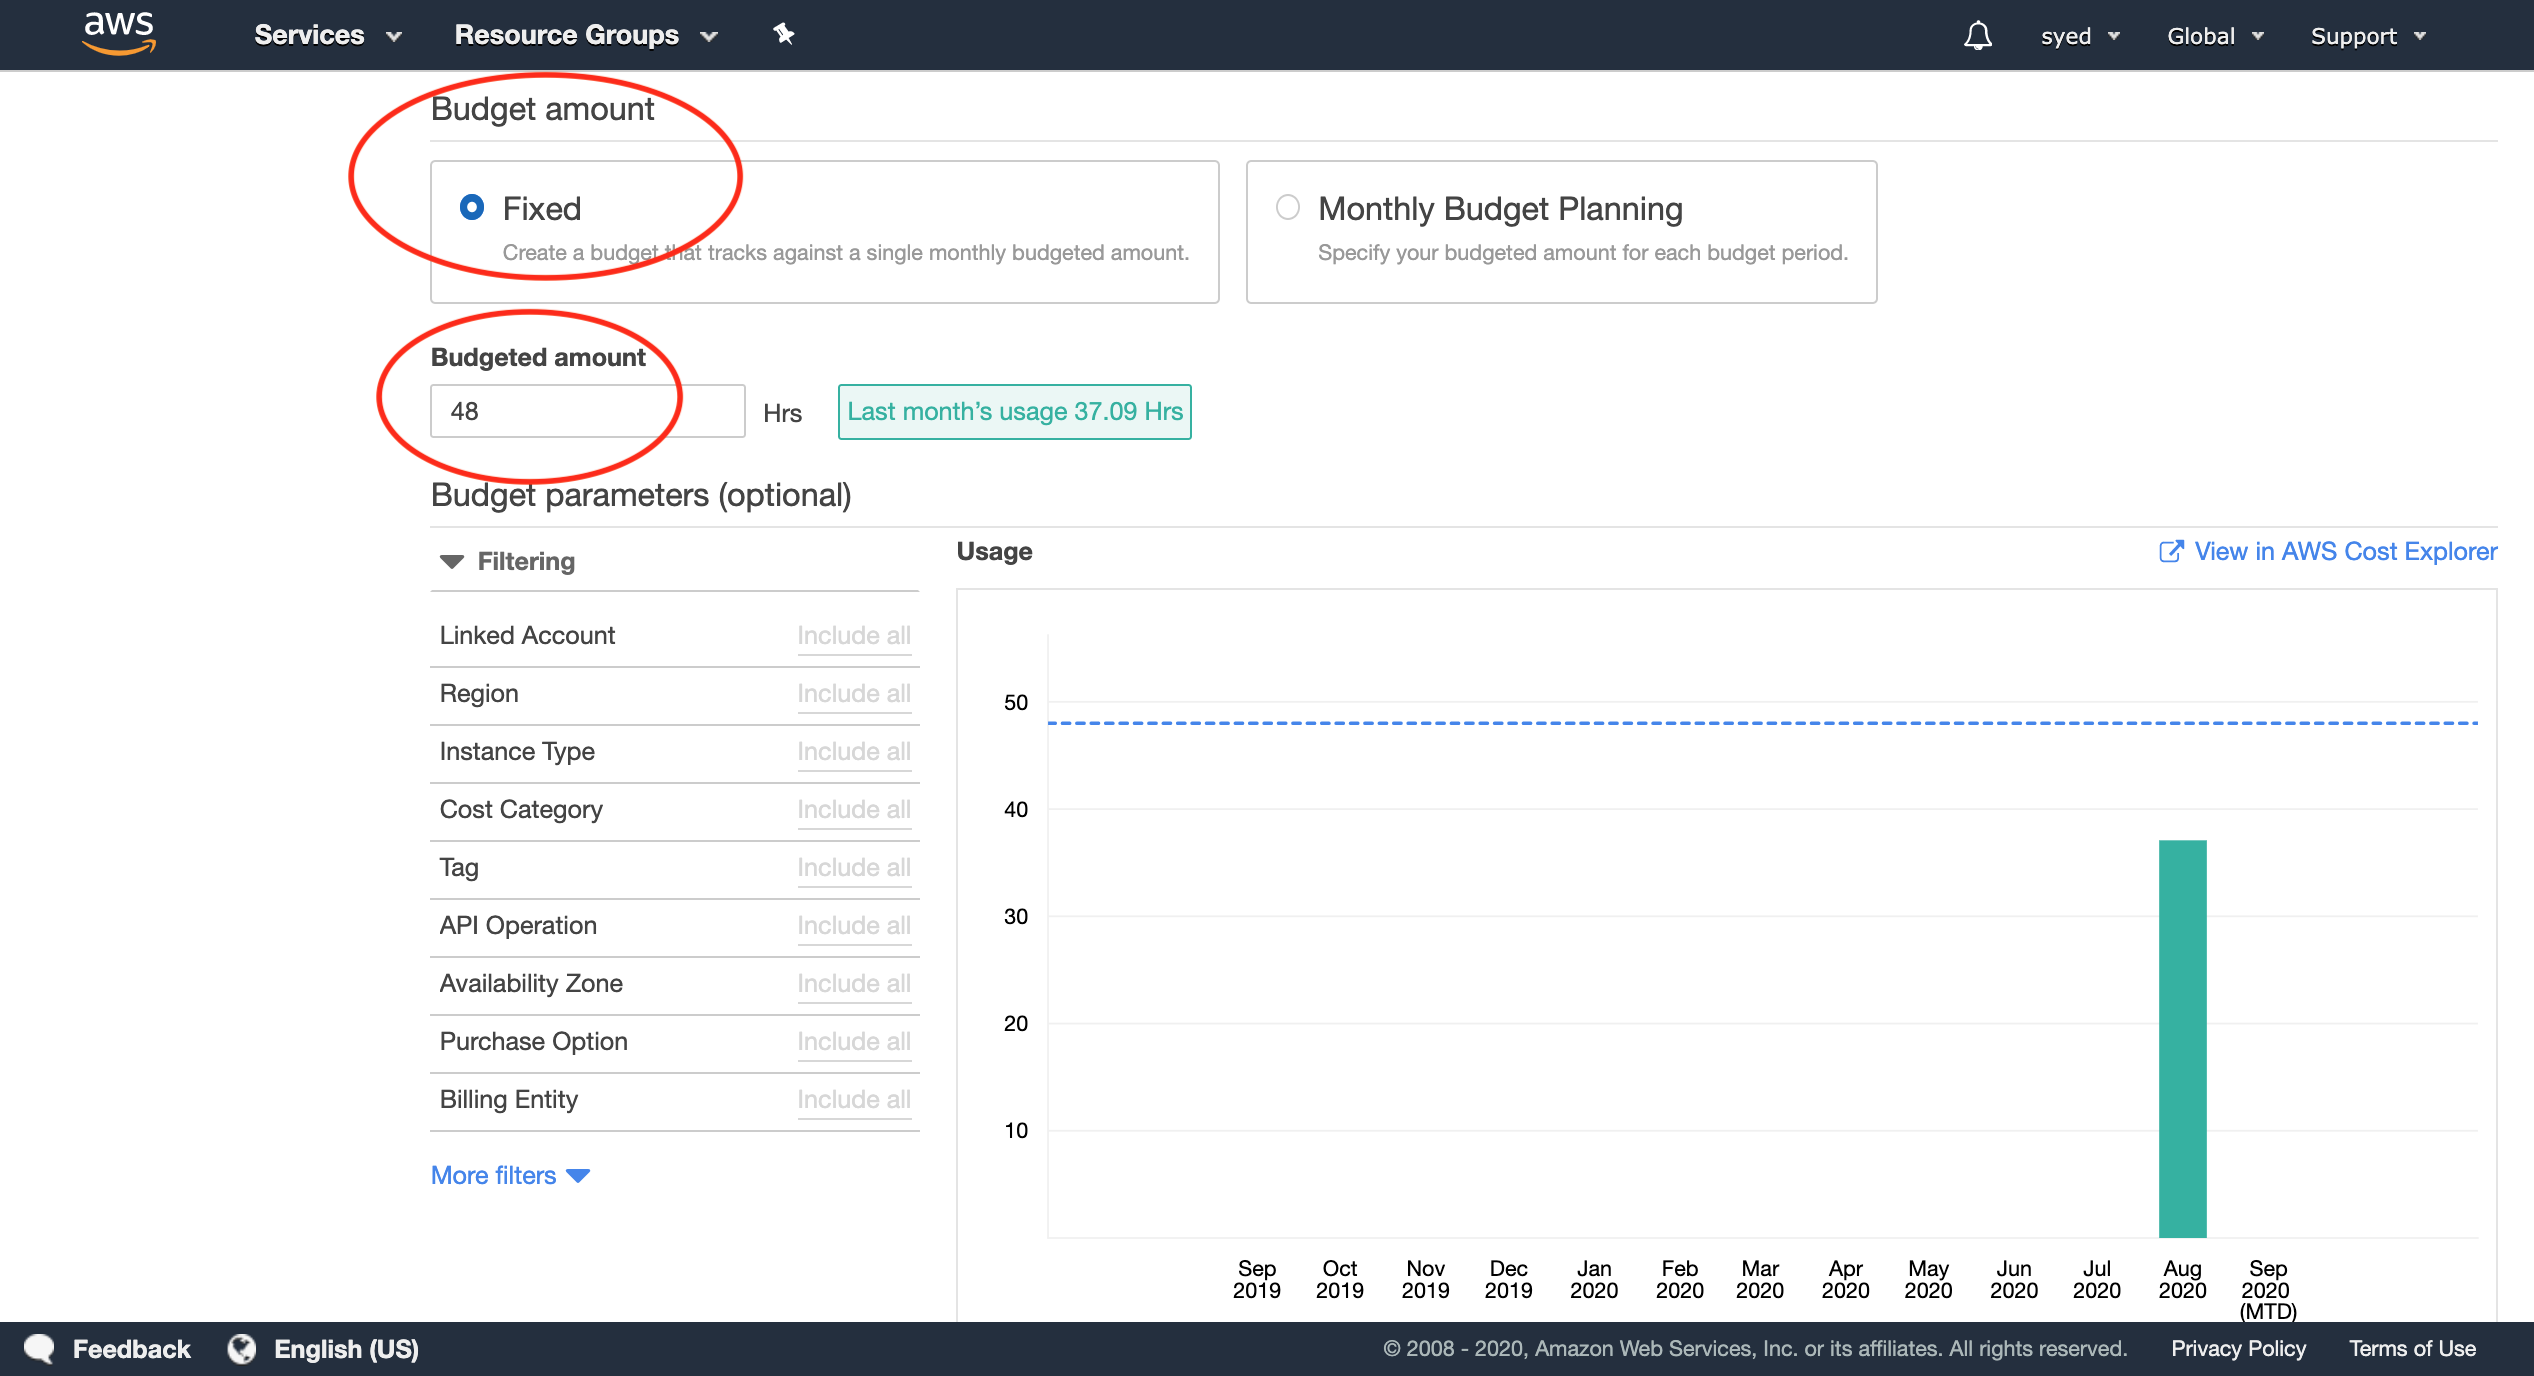 aws Services Resource Groups syed Global Support
Budget amount
Fixed
Create a budget that tracks against a single monthly budgeted amount.
Monthly Budget Planning
Specify your budgeted amount for each budget period.
Budgeted amount
48 Hrs Last month’s usage 37.09 Hrs
Budget parameters (optional)
Filtering
Linked Account Include all
Region Include all
Instance Type Include all
Cost Category Include all
Tag Include all
API Operation Include all
Availability Zone Include all
Purchase Option Include all
Billing Entity Include all
More filters
Usage
View in AWS Cost Explorer
50
40
30
20
10
Sep 2019
Oct 2019
Nov 2019
Dec 2019
Jan 2020
Feb 2020
Mar 2020
Apr 2020
May 2020
Jun 2020
Jul 2020
Aug 2020
Sep 2020 (MTD)
Feedback English (US) © 2008 - 2020, Amazon Web Services, Inc. or its affiliates. All rights reserved. Privacy Policy Terms of Use